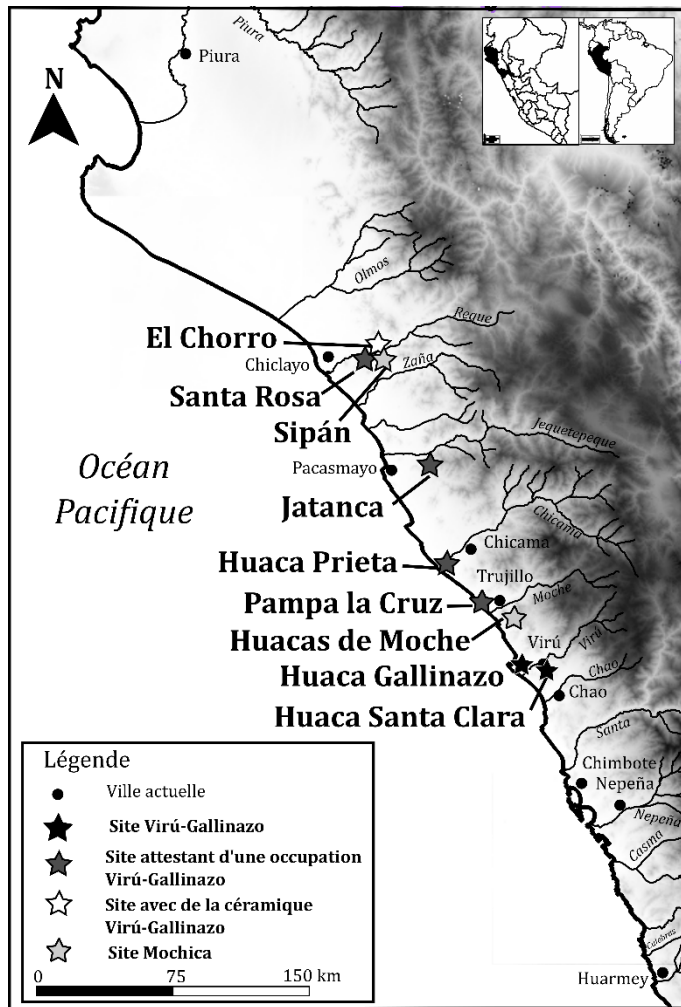 Piura
Piura
N
Olmos
Reque
El Chorro
Chiclayo
Zaña
Santa Rosa
Sipán
Jequetepeque
Océan
Pacifique
Pacasmayo
Jatanca
Chicama
Chicama
Huaca Prieta
Trujillo
Pampa la Cruz
Moche
Huacas de Moche
Virú
Virú
Huaca Gallinazo
Chao
Chao
Huaca Santa Clara
Santa
Chimbote
Nepeña
Nepeña
Casma
Culebras
Huarmey
Légende
Ville actuelle
Site Virú-Gallinazo
Site attestant d'une occupation
Virú-Gallinazo
Site avec de la céramique
Virú-Gallinazo
Site Mochica
0 75 150 km